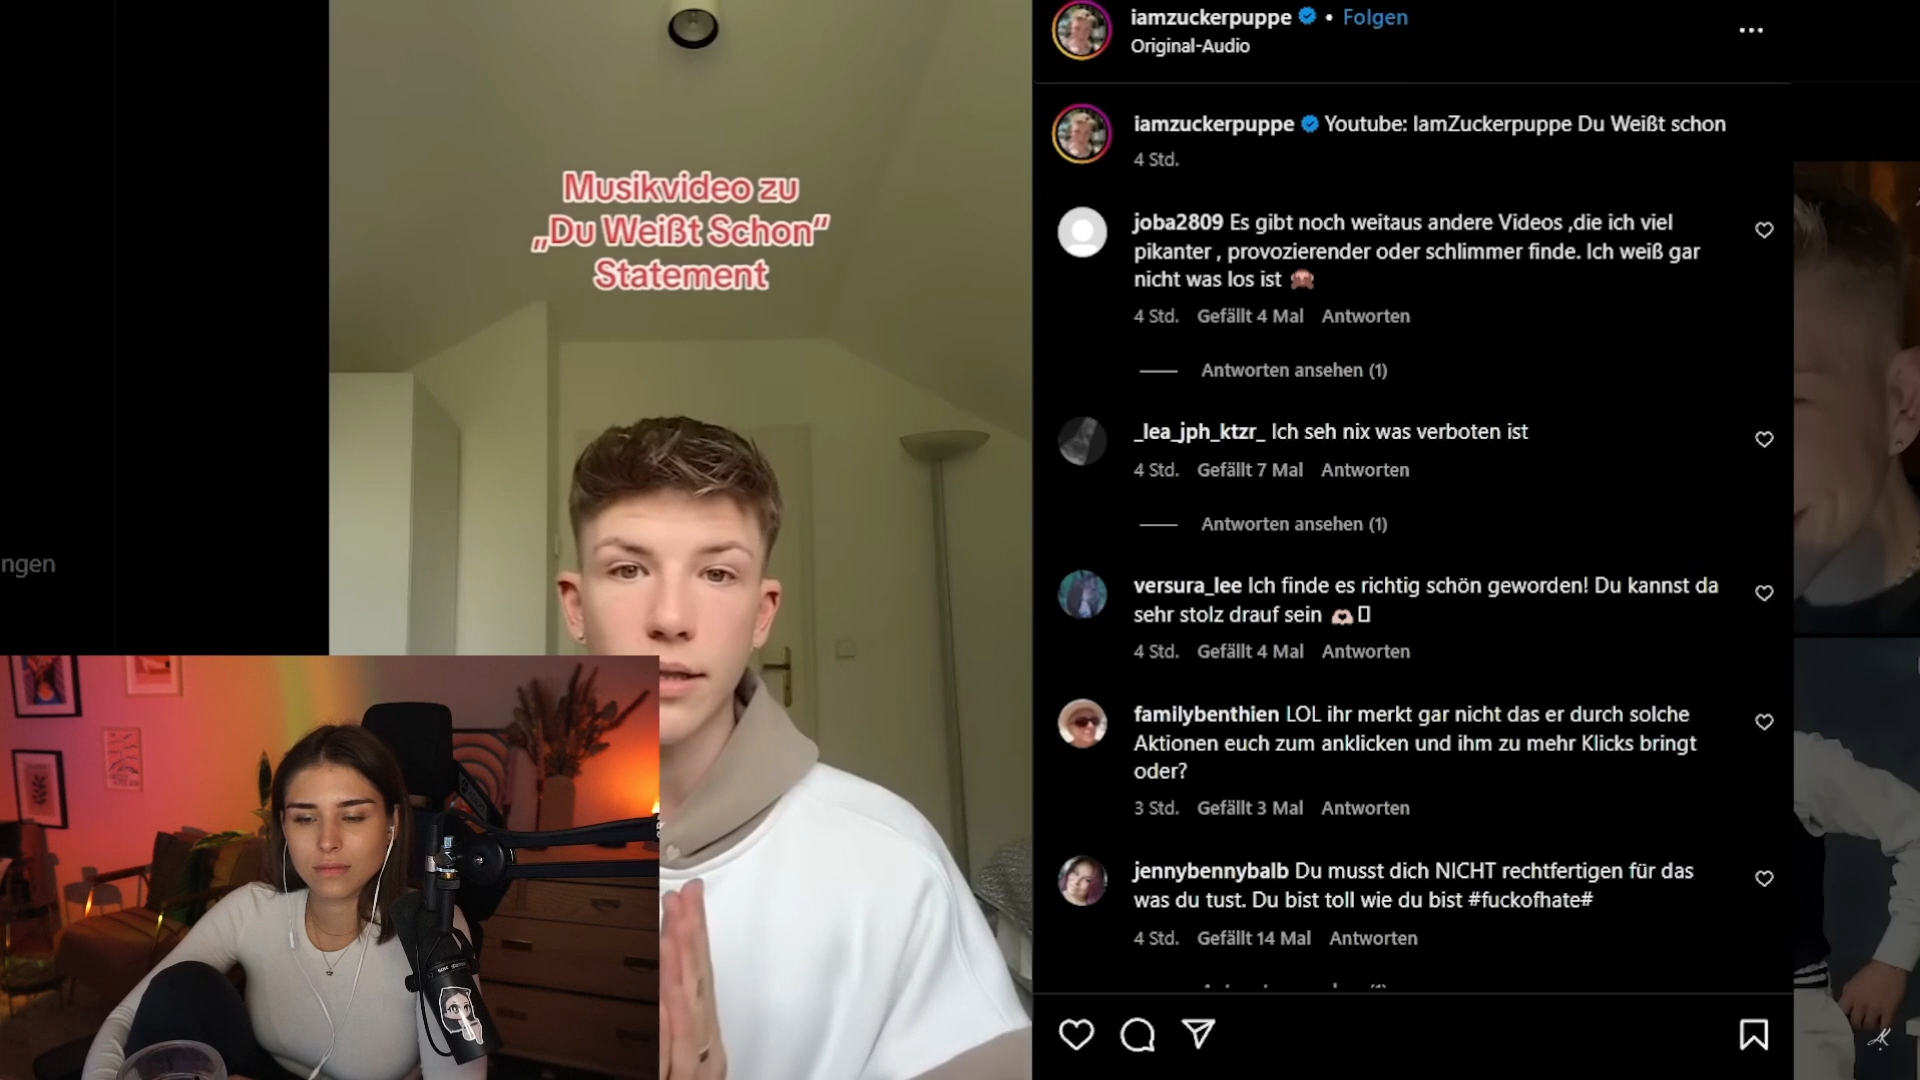 iamzuckerpuppe • Folgen
Original-Audio
iamzuckerpuppe Youtube: IamZuckerpuppe Du Weißt schon
4 Std.
Musikvideo zu
„Du Weißt Schon“
Statement
joba2809 Es gibt noch weitaus andere Videos ,die ich viel
pikanter , provozierender oder schlimmer finde. Ich weiß gar
nicht was los ist 🙊
4 Std. Gefällt 4 Mal Antworten
Antworten ansehen (1)
_lea_jph_ktzr_ Ich seh nix was verboten ist
4 Std. Gefällt 7 Mal Antworten
Antworten ansehen (1)
ngen
versura_lee Ich finde es richtig schön geworden! Du kannst da
sehr stolz drauf sein 🫶🏻
4 Std. Gefällt 4 Mal Antworten
familybenthien LOL ihr merkt gar nicht das er durch solche
Aktionen euch zum anklicken und ihm zu mehr Klicks bringt
oder?
3 Std. Gefällt 3 Mal Antworten
jennybennybalb Du musst dich NICHT rechtfertigen für das
was du tust. Du bist toll wie du bist #fuckofhate#
4 Std. Gefällt 14 Mal Antworten